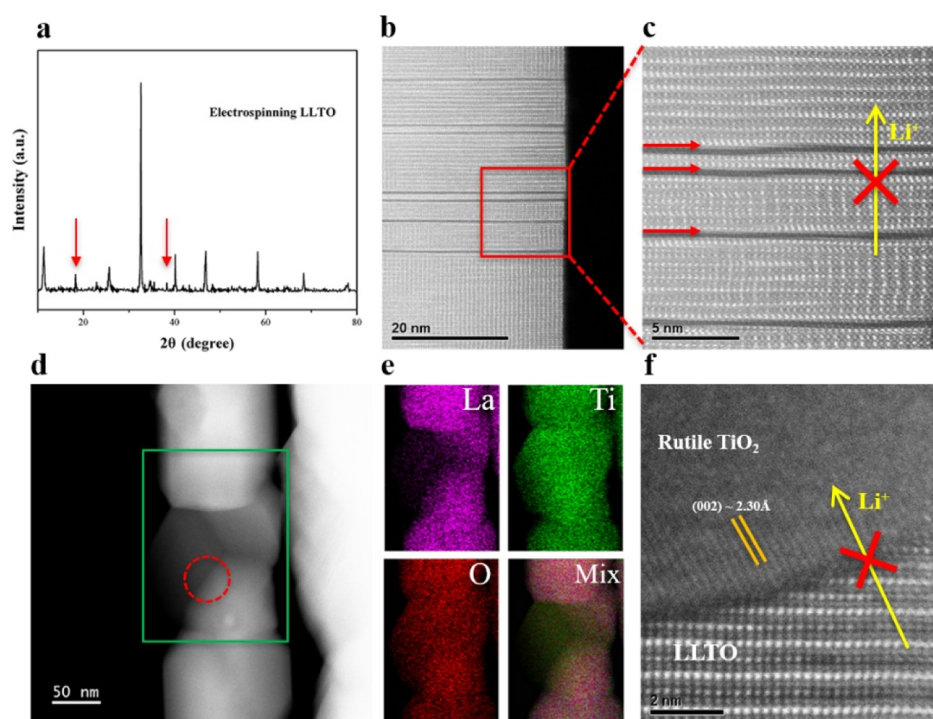 a
Intensity (a.u.)
Electrospinning LLTO
20
40
60
80
2θ (degree)
b
20 nm
c
Li⁺
5 nm
d
50 nm
e
La
Ti
O
Mix
f
Rutile TiO₂
(002) ~ 2.30Å
Li⁺
LLTO
2 nm